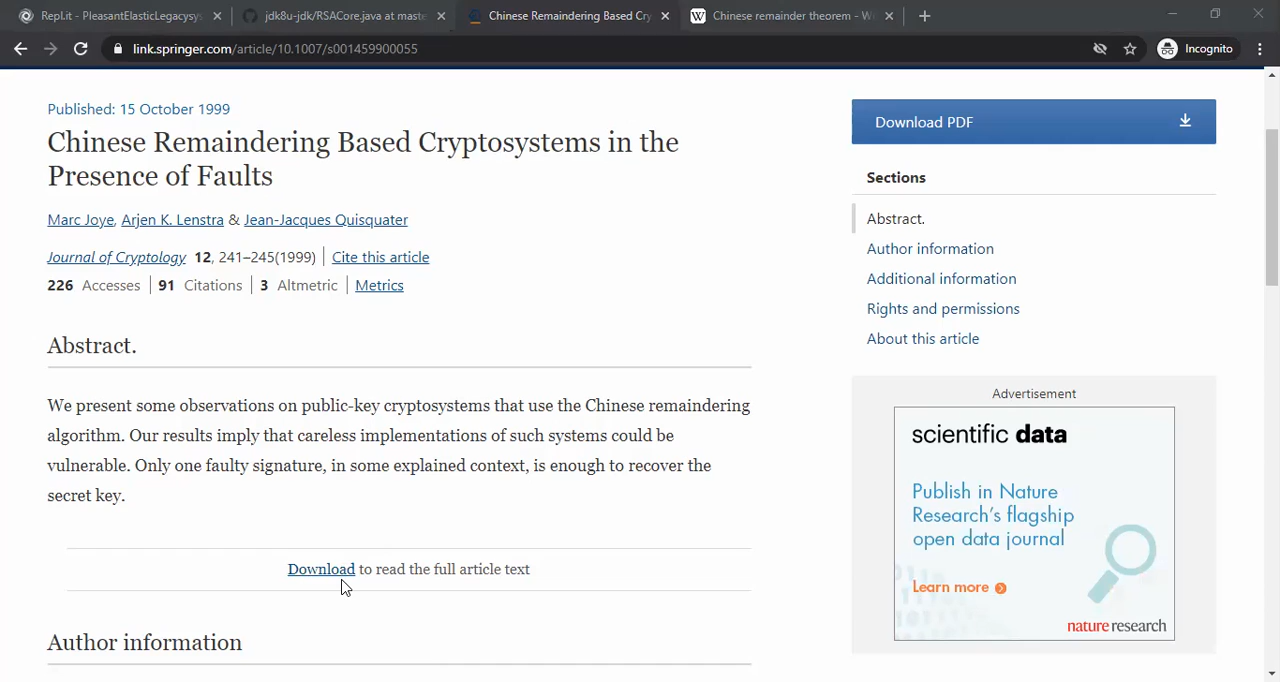 Repl.it - PleasantElasticLegacysys
jdk8u-jdk/RSACore.java at maste
Chinese Remaindering Based Cry
Chinese remainder theorem - W
link.springer.com/article/10.1007/s001459900055
Incognito
Published: 15 October 1999
Chinese Remaindering Based Cryptosystems in the
Presence of Faults
Marc Joye, Arjen K. Lenstra & Jean-Jacques Quisquater
Journal of Cryptology 12, 241–245(1999) | Cite this article
226 Accesses | 91 Citations | 3 Altmetric | Metrics
Abstract.
We present some observations on public-key cryptosystems that use the Chinese remaindering
algorithm. Our results imply that careless implementations of such systems could be
vulnerable. Only one faulty signature, in some explained context, is enough to recover the
secret key.
Download to read the full article text
Author information
Download PDF
Sections
Abstract.
Author information
Additional information
Rights and permissions
About this article
Advertisement
scientific data
Publish in Nature
Research's flagship
open data journal
Learn more
nature research